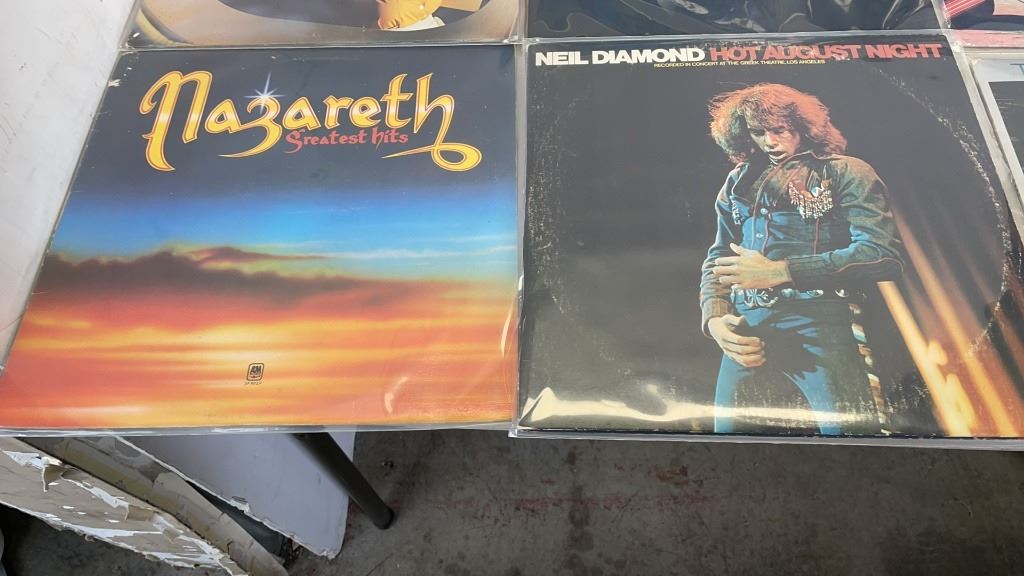 Nazareth
Greatest hits
A&M
NEIL DIAMOND HOT AUGUST NIGHT
RECORDED IN CONCERT AT THE GREEK THEATRE, LOS ANGELES